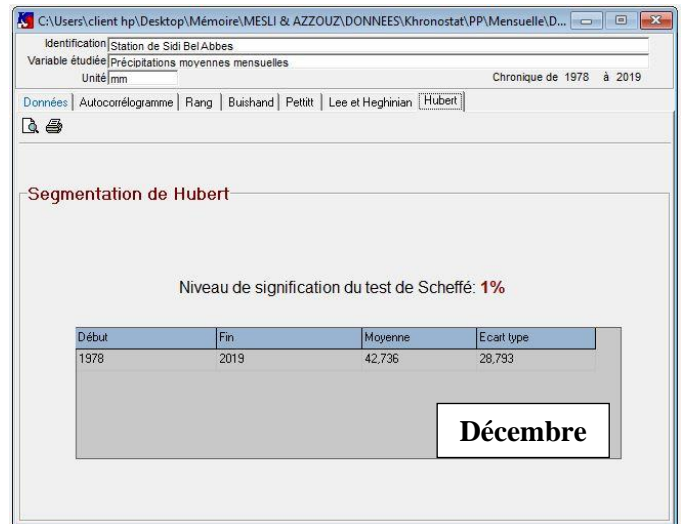 C:\Users\client hp\Desktop\Mémoire\MESLI & AZZOUZ\DONNEES\Khronostat\PP\Mensuelle\D...
Identification Station de Sidi Bel Abbes
Variable étudiée Précipitations moyennes mensuelles
Unité mm Chronique de 1978 à 2019
Données Autocorrélogramme Rang Buishand Pettitt Lee et Heghinian Hubert
Segmentation de Hubert
Niveau de signification du test de Scheffé: 1%
Début Fin Moyenne Ecart type
1978 2019 42,736 28,793
Décembre